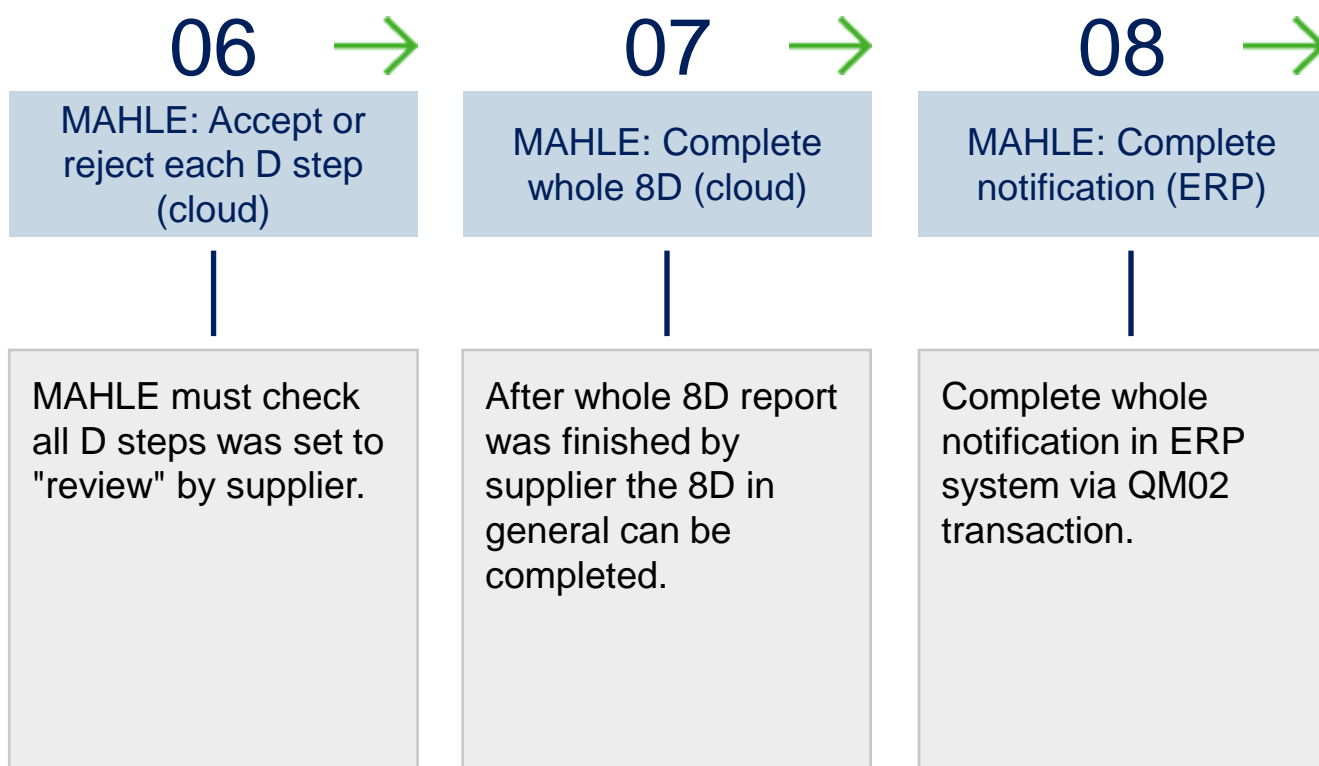 06
MAHLE: Accept or
reject each D step
(cloud)
MAHLE must check
all D steps was set to
"review" by supplier.
07
MAHLE: Complete
whole 8D (cloud)
After whole 8D report
was finished by
supplier the 8D in
general can be
completed.
08
MAHLE: Complete
notification (ERP)
Complete whole
notification in ERP
system via QM02
transaction.